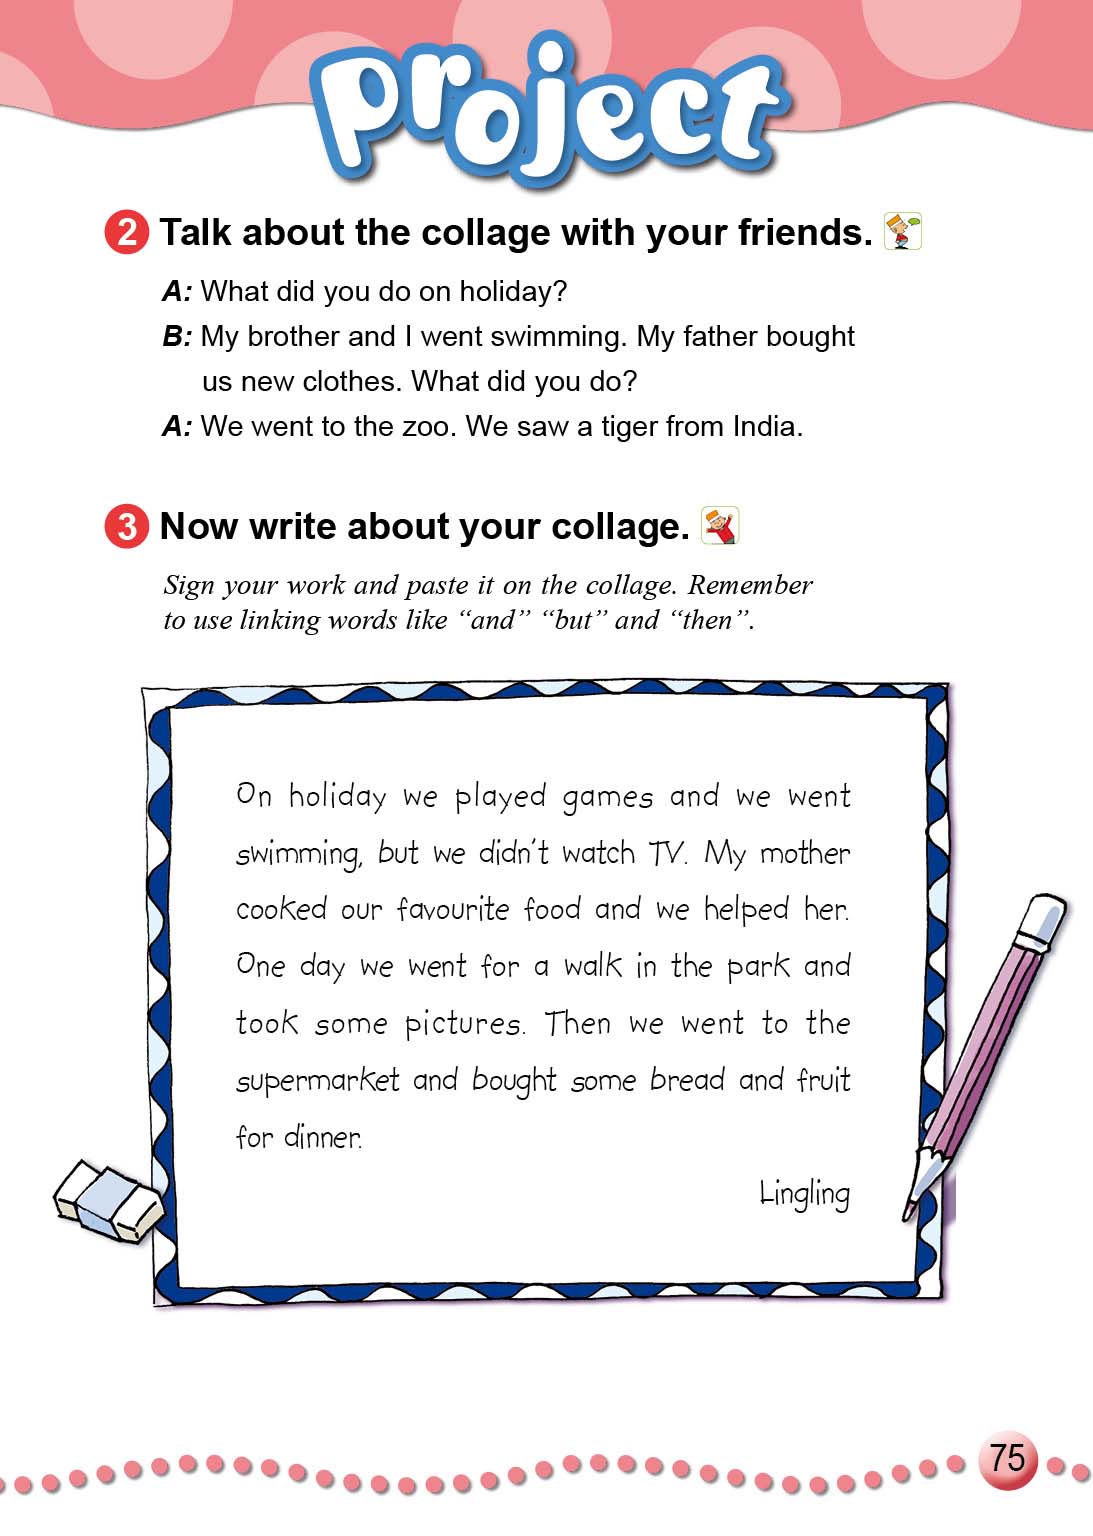 project
2 Talk about the collage with your friends.
A: What did you do on holiday?
B: My brother and I went swimming. My father bought
us new clothes. What did you do?
A: We went to the zoo. We saw a tiger from India.
3 Now write about your collage.
Sign your work and paste it on the collage. Remember
to use linking words like “and” “but” and “then”.
On holiday we played games and we went
swimming, but we didn't watch TV. My mother
cooked our favourite food and we helped her.
One day we went for a walk in the park and
took some pictures. Then we went to the
supermarket and bought some bread and fruit
for dinner.
Lingling
75